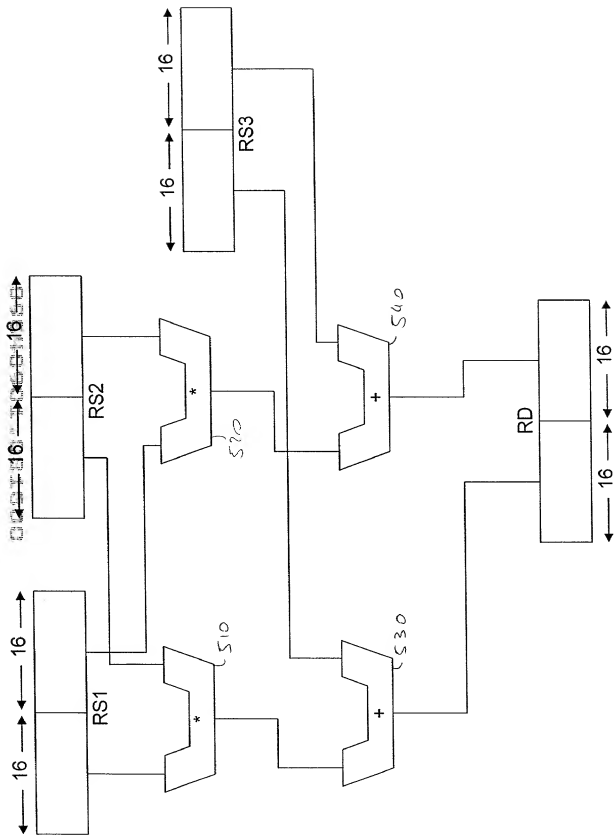 ← 16 → ← 16 →
← 16 → ← 16 →
← 16 → ← 16 →
RS1
RS2
RS3
*
*
510
520
+
+
530
540
RD
← 16 → ← 16 →